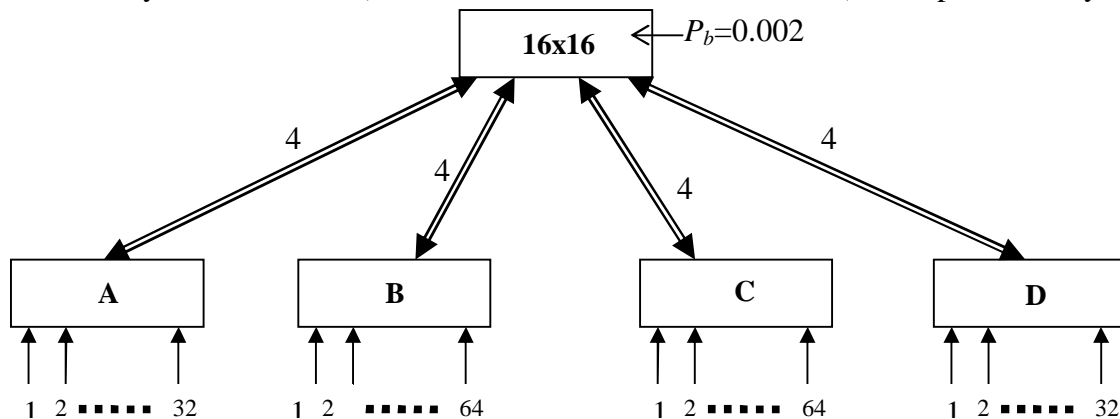 16x16
P_b=0.002
4
4
4
4
A
B
C
D
1 2 ...... 32
1 2 ...... 64
1 2 ...... 64
1 2 ...... 32